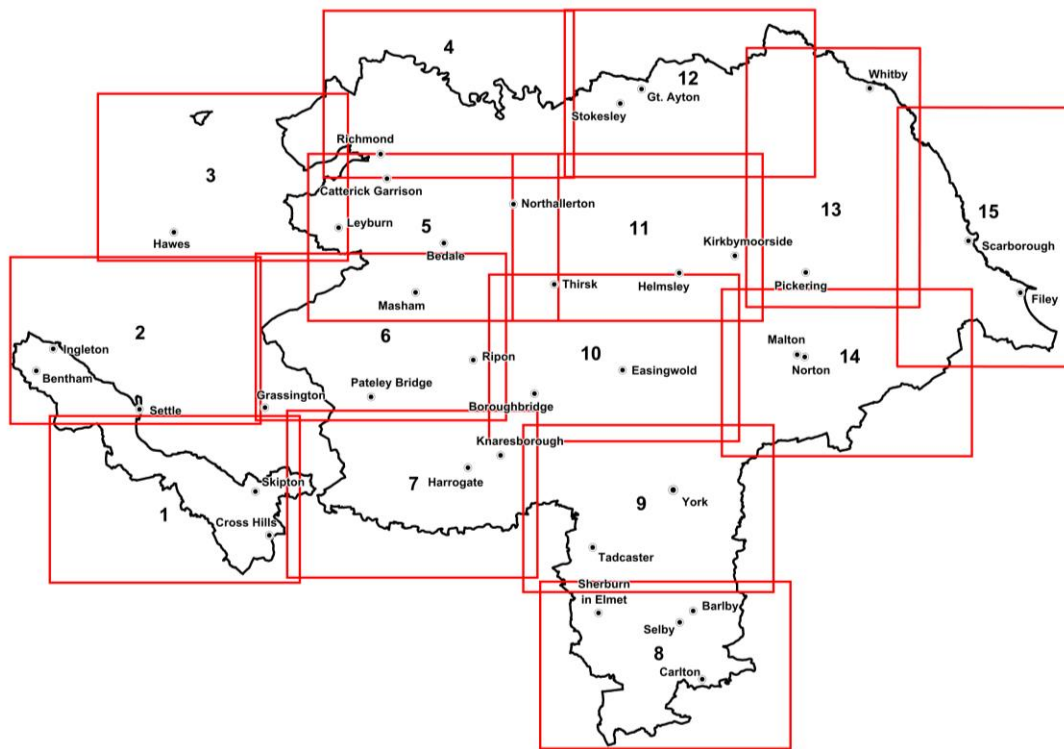 4
12
Whitby
Gt. Ayton
Stokesley
Richmond
3
Catterick Garrison
Northallerton
13
15
Leyburn
5
11
Hawes
Bedale
Kirkbymoorside
Scarborough
Masham
Thirsk
Helmsley
Pickering
Filey
2
6
Ingleton
Ripon
10
Malton
14
Norton
Bentham
Easingwold
Pateley Bridge
Grassington
Settle
Boroughbridge
Knaresborough
Skipton
7
Harrogate
9
York
1
Cross Hills
Tadcaster
Sherburn
in Elmet
Barlby
Selby
8
Carlton